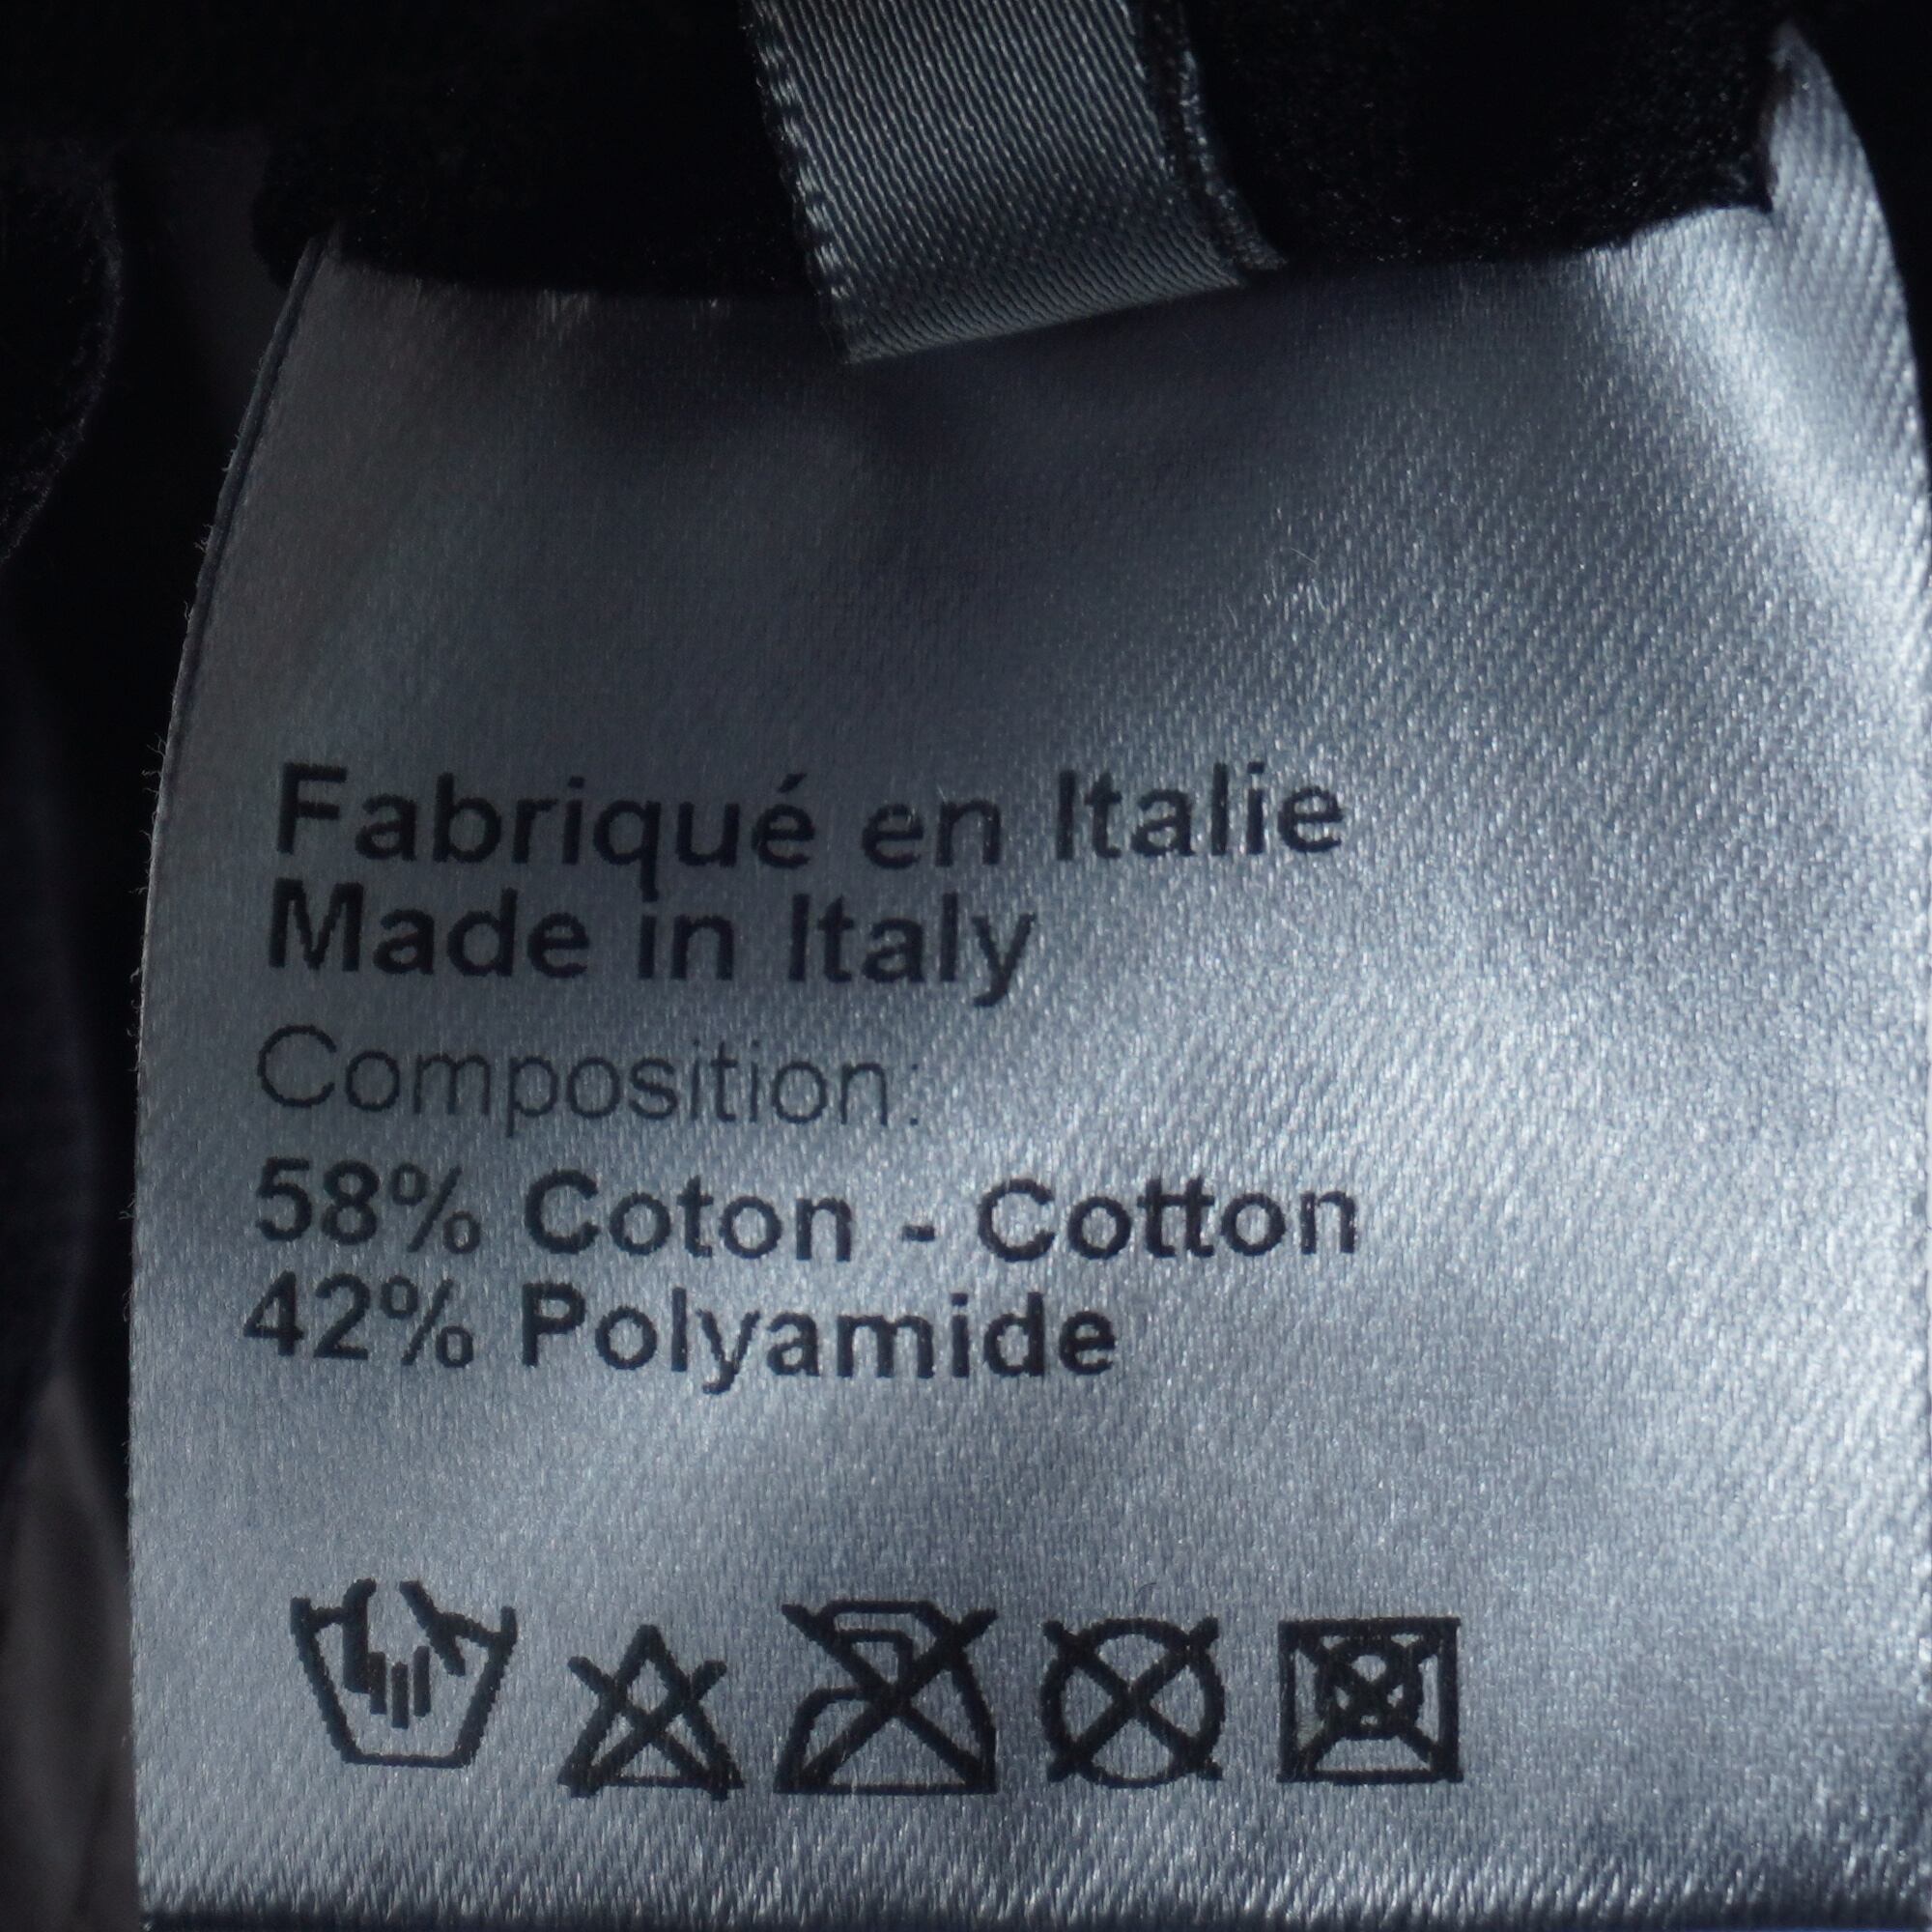 Fabriqué en Italie
Made in Italy
Composition:
58% Coton - Cotton
42% Polyamide